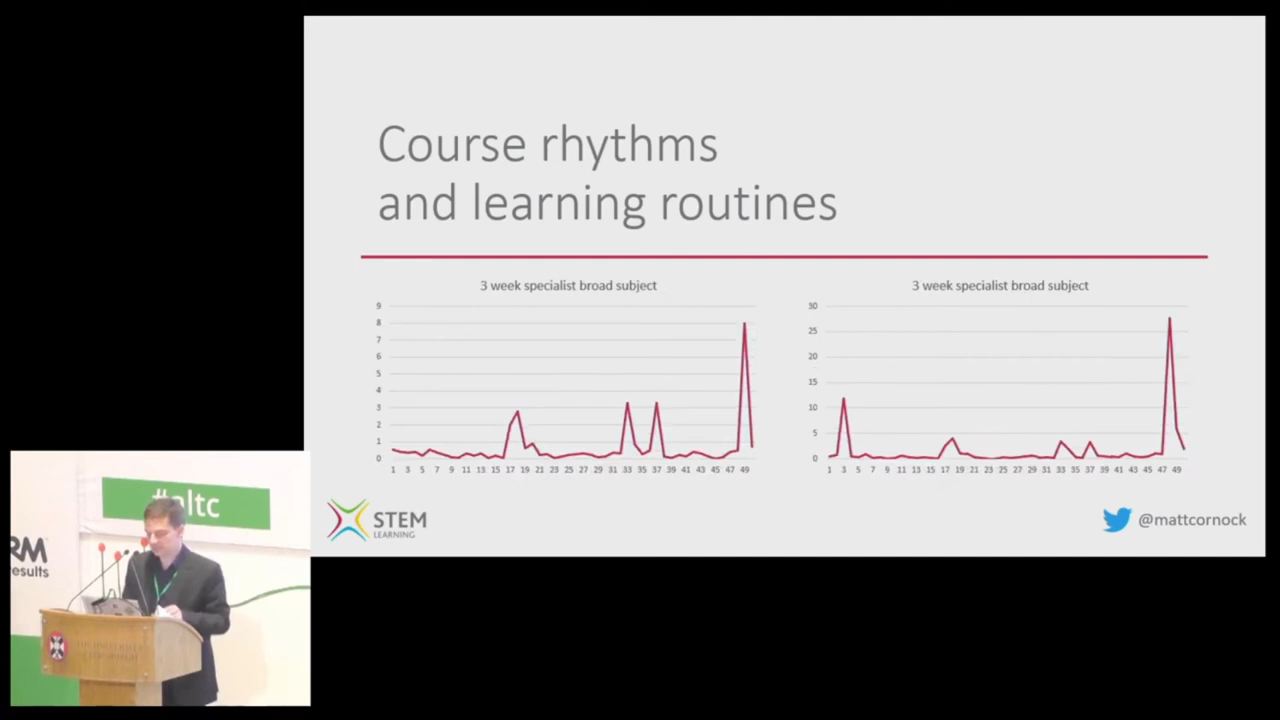 Course rhythms
and learning routines
3 week specialist broad subject
9
8
7
6
5
4
3
2
1
0
1 3 5 7 9 11 13 15 17 19 21 23 25 27 29 31 33 35 37 39 41 43 45 47 49
3 week specialist broad subject
30
25
20
15
10
5
0
1 3 5 7 9 11 13 15 17 19 21 23 25 27 29 31 33 35 37 39 41 43 45 47 49
STEM
LEARNING
@mattcornock
#altc
RM
results